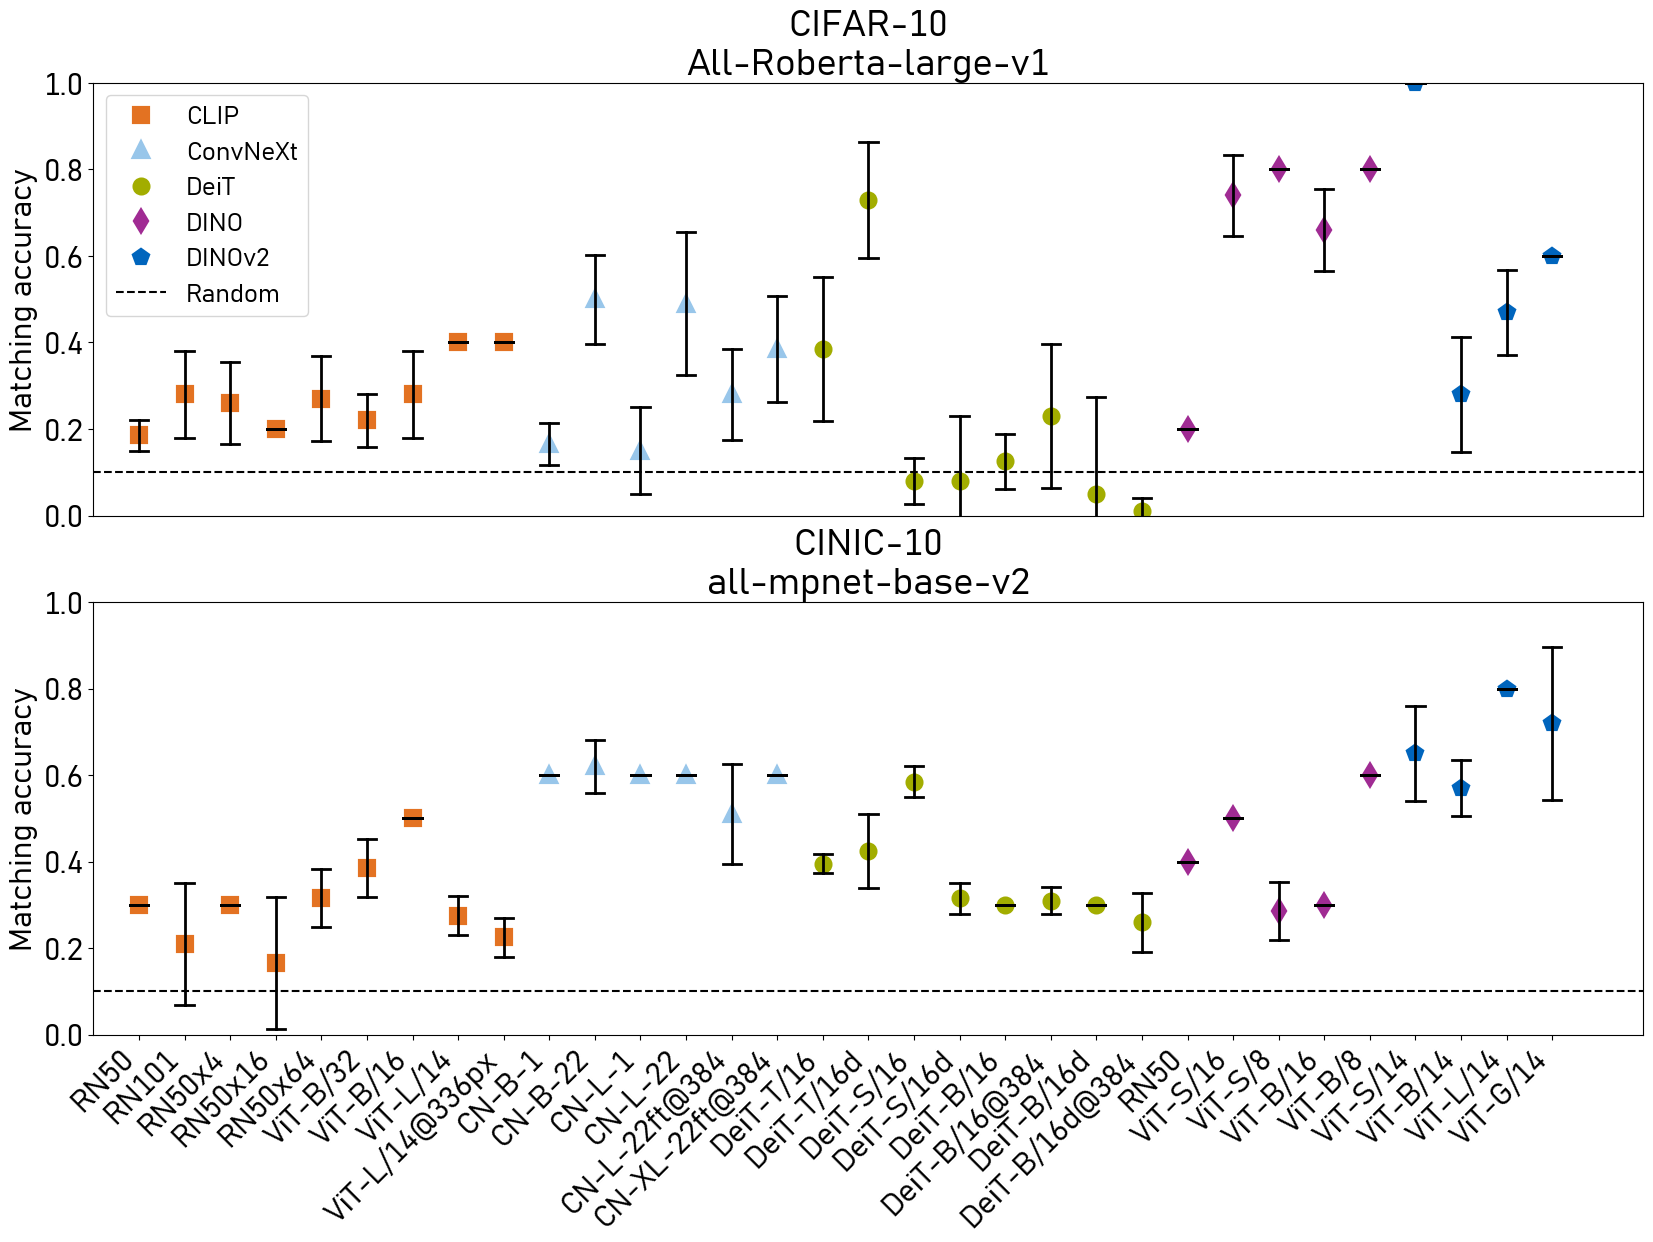 CIFAR-10
All-Roberta-large-v1
Matching accuracy
1.0
0.8
0.6
0.4
0.2
0.0
CLIP
ConvNeXt
DeiT
DINO
DINOv2
Random
CINIC-10
all-mpnet-base-v2
Matching accuracy
1.0
0.8
0.6
0.4
0.2
0.0
RN50
RN101
RN50x4
RN50x16
RN50x64
ViT-B/32
ViT-B/16
ViT-L/14
ViT-L/14@336px
CN-B-1
CN-B-22
CN-L-1
CN-L-22
CN-L-22ft@384
CN-XL-22ft@384
DeiT-T/16
DeiT-T/16d
DeiT-S/16
DeiT-S/16d
DeiT-B/16
DeiT-B/16@384
DeiT-B/16d
DeiT-B/16d@384
RN50
ViT-S/16
ViT-S/8
ViT-B/16
ViT-B/8
ViT-S/14
ViT-B/14
ViT-L/14
ViT-G/14